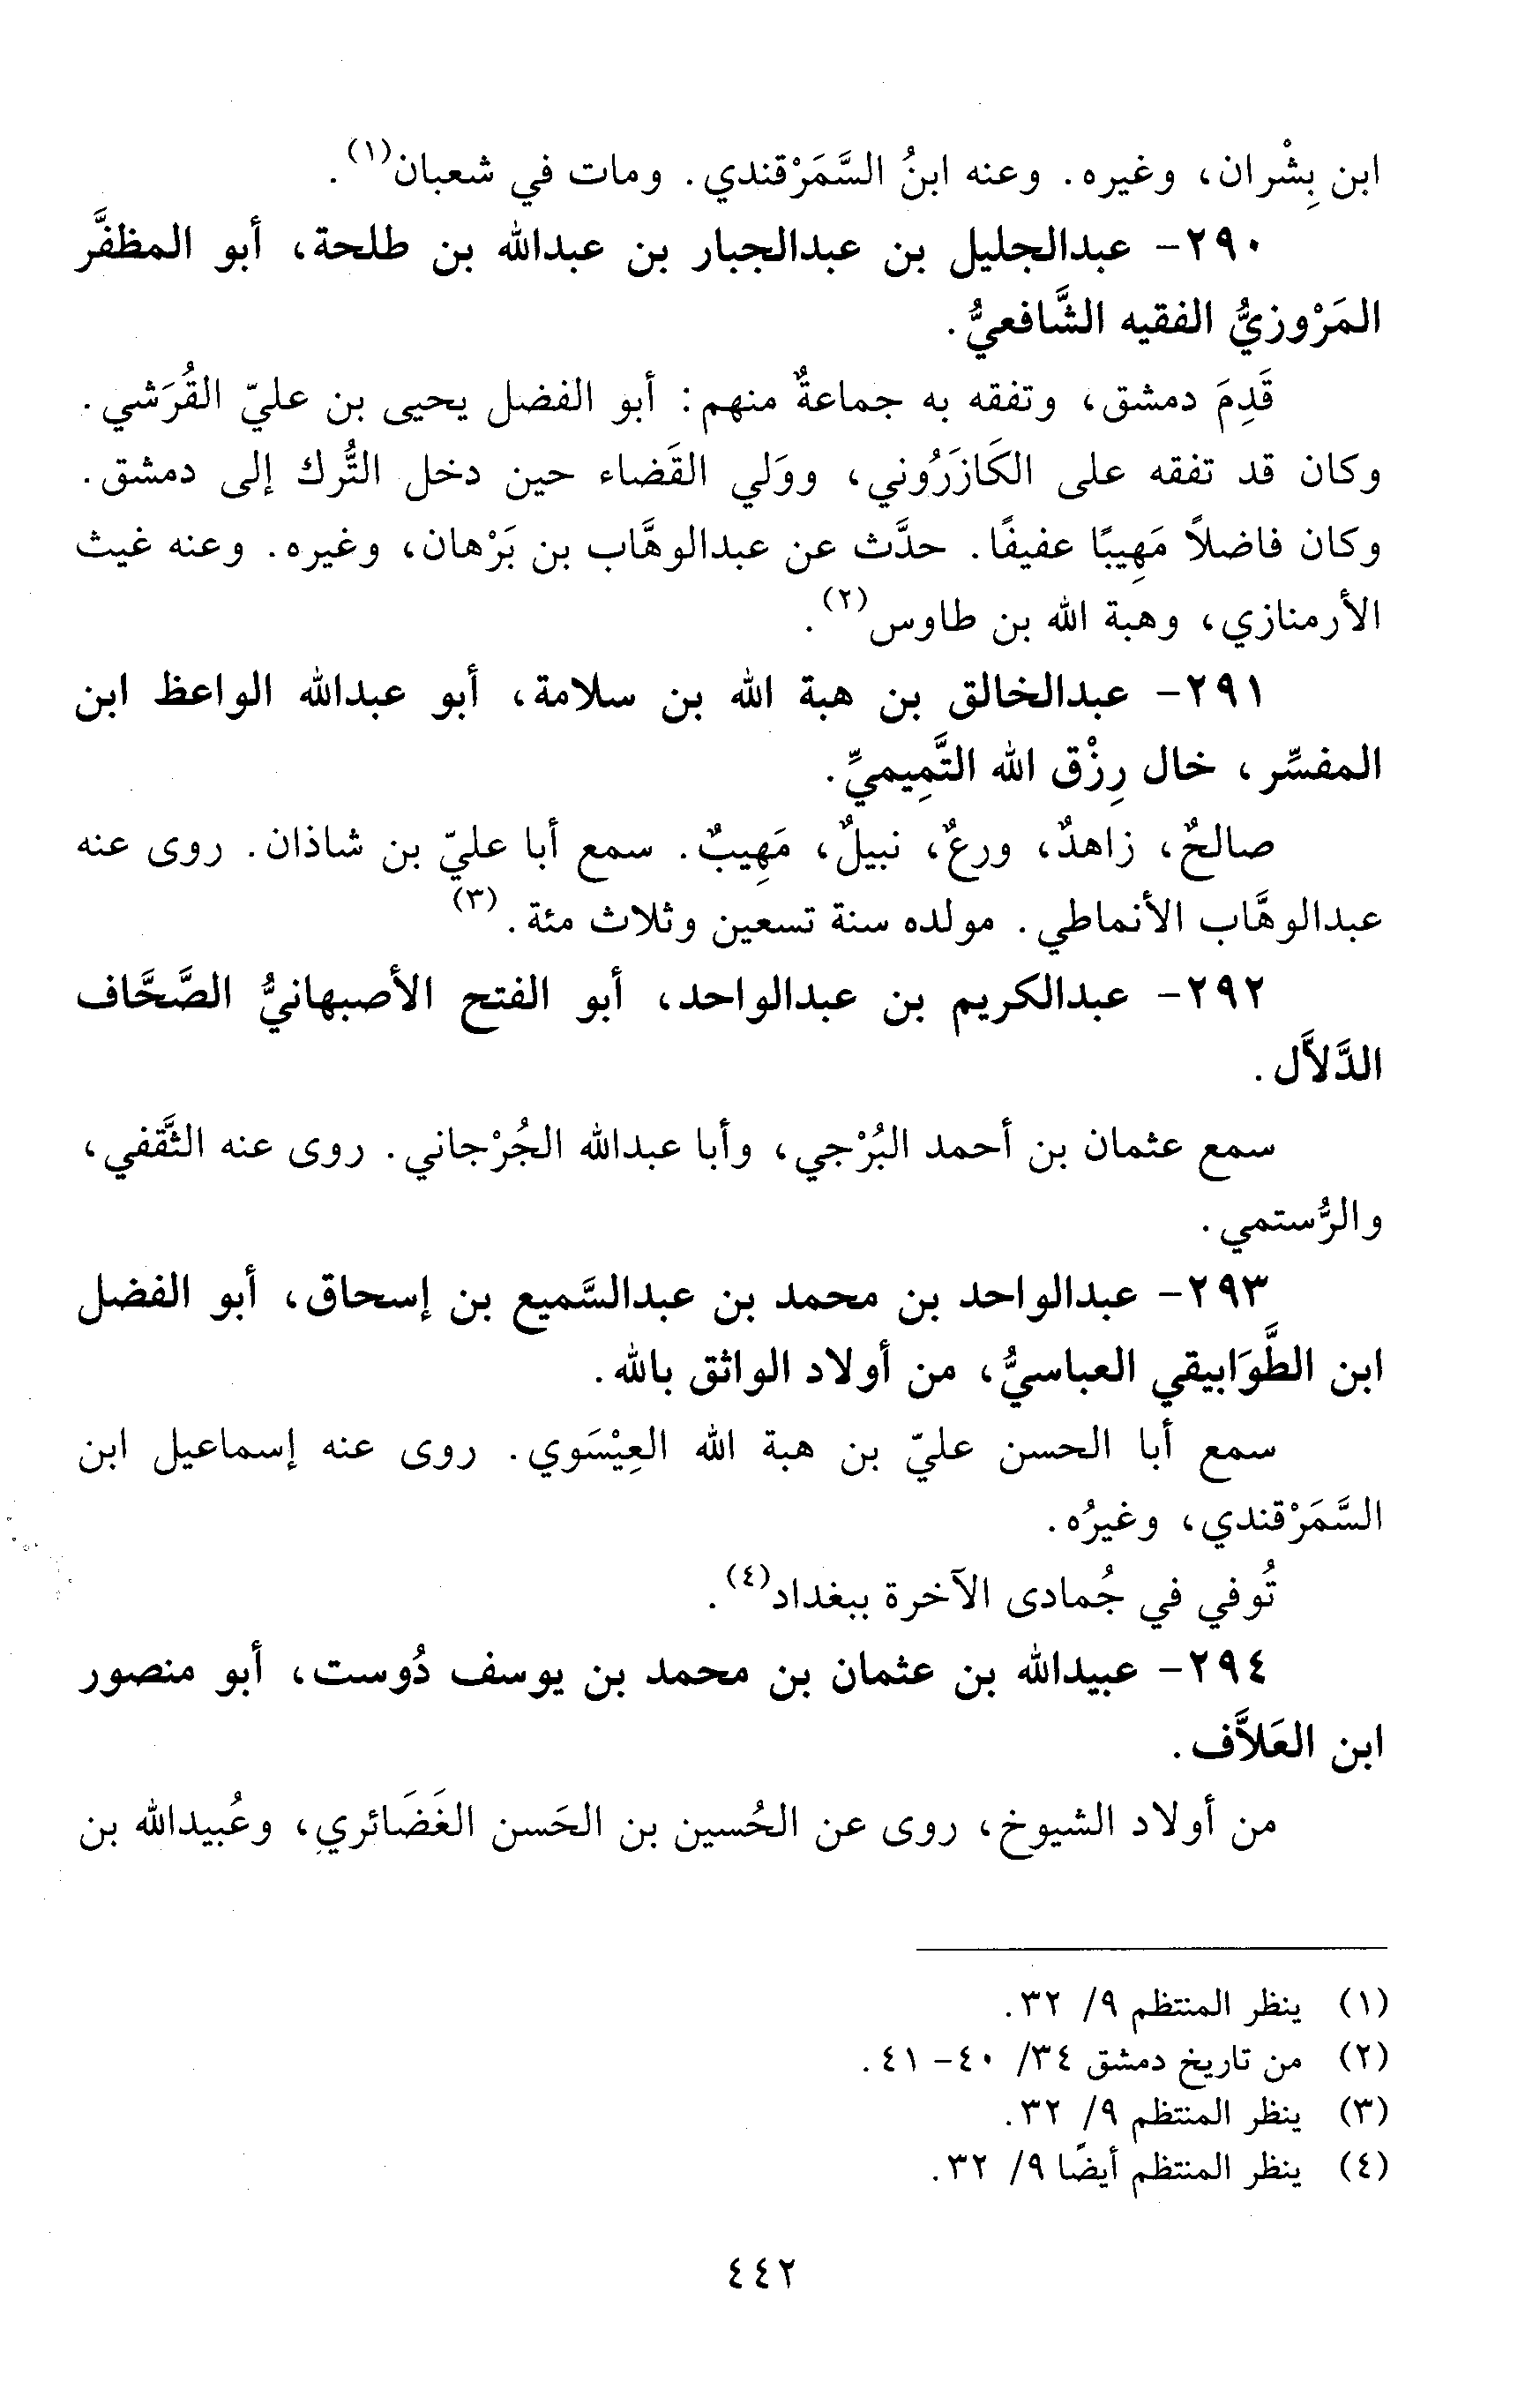 ابن بِشْران، وغيره. وعنه ابنُ السَّمَرْقندي. ومات في شعبان(١).
٢٩٠- عبدالجليل بن عبدالجبار بن عبدالله بن طلحة، أبو المظفَّر
المَرْوزيُّ الفقيه الشَّافعيُّ.
قَدِمَ دمشق، وتفقه به جماعةٌ منهم: أبو الفضل يحيى بن عليّ القُرَشي.
وكان قد تفقه على الكَازَرُوني، ووَلي القَضاء حين دخل التُّرك إلى دمشق.
وكان فاضلاً مَهِيبًا عفيفًا. حدَّث عن عبدالوهَّاب بن بَرْهان، وغيره. وعنه غيث
الأرمنازي، وهبة الله بن طاوس(٢).
٢٩١- عبدالخالق بن هبة الله بن سلامة، أبو عبدالله الواعظ ابن
المفسِّر، خال رِزْق الله التَّمِيميِّ.
صالحٌ، زاهدٌ، ورعٌ، نبيلٌ، مَهِيبٌ. سمع أبا عليّ بن شاذان. روى عنه
عبدالوهَّاب الأنماطي. مولده سنة تسعين وثلاث مئة.(٣)
٢٩٢- عبدالكريم بن عبدالواحد، أبو الفتح الأصبهانيُّ الصَّحَّاف
الدَّلاَّل.
سمع عثمان بن أحمد البُرْجي، وأبا عبدالله الجُرْجاني. روى عنه الثَّقفي،
والرُّستمي.
٢٩٣- عبدالواحد بن محمد بن عبدالسَّميع بن إسحاق، أبو الفضل
ابن الطَّوَابيقي العباسيُّ، من أولاد الواثق بالله.
سمع أبا الحسن عليّ بن هبة الله العِيْسَوي. روى عنه إسماعيل ابن
السَّمَرْقندي، وغيرُه.
تُوفي في جُمادى الآخرة ببغداد(٤).
٢٩٤- عبيدالله بن عثمان بن محمد بن يوسف دُوست، أبو منصور
ابن العَلاَّف.
من أولاد الشيوخ، روى عن الحُسين بن الحَسن الغَضَائري، وعُبيدالله بن
(١) ينظر المنتظم ٩/ ٣٢.
(٢) من تاريخ دمشق ٣٤/ ٤٠- ٤١.
(٣) ينظر المنتظم ٩/ ٣٢.
(٤) ينظر المنتظم أيضًا ٩/ ٣٢.
٤٤٢